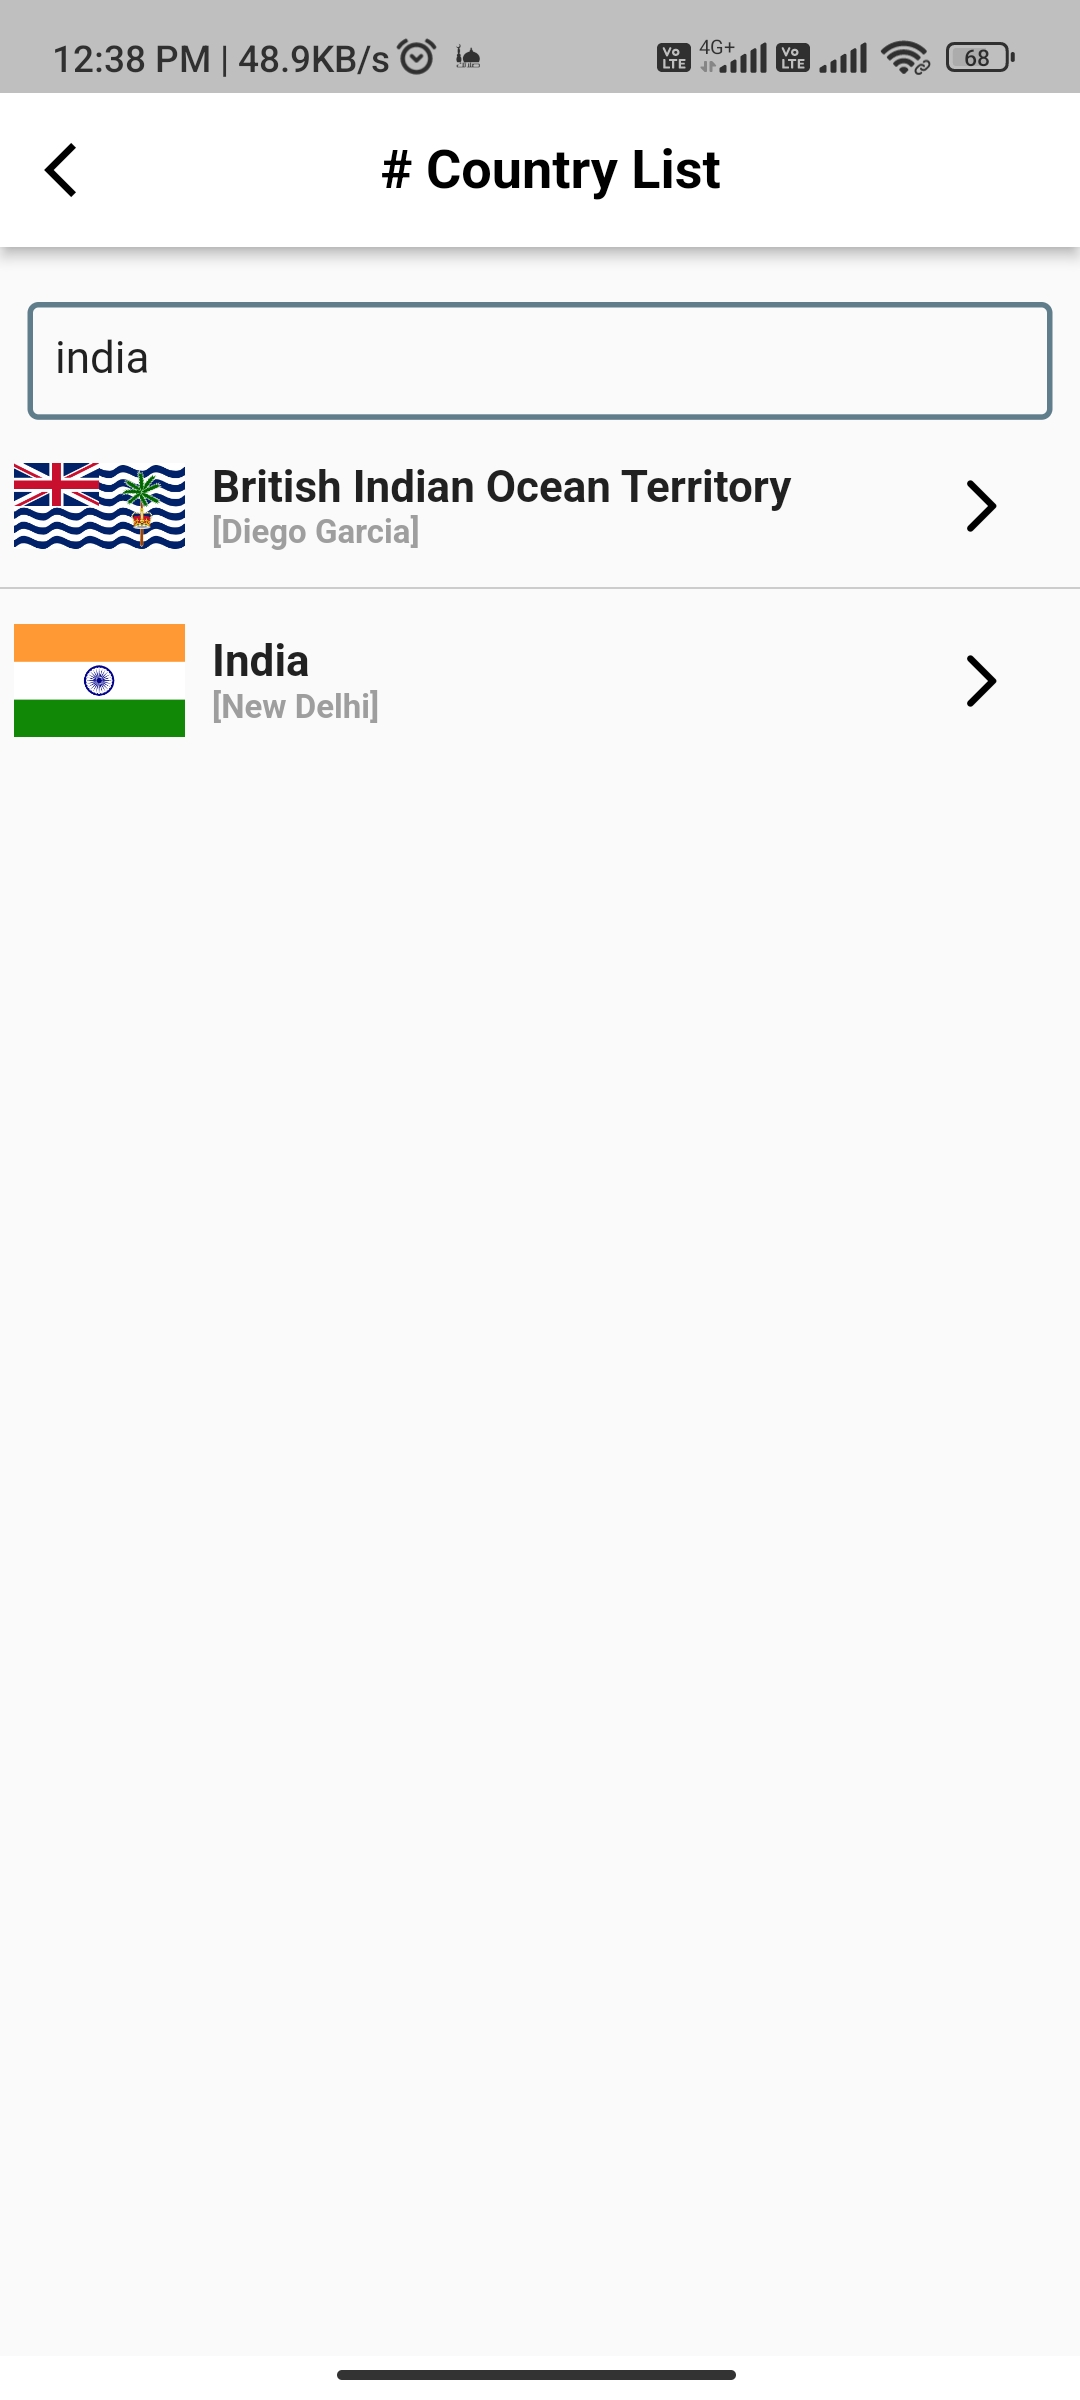 12:38 PM | 48.9KB/s Vo LTE 4G+ Vo LTE 68
# Country List
india
British Indian Ocean Territory
[Diego Garcia]
India
[New Delhi]